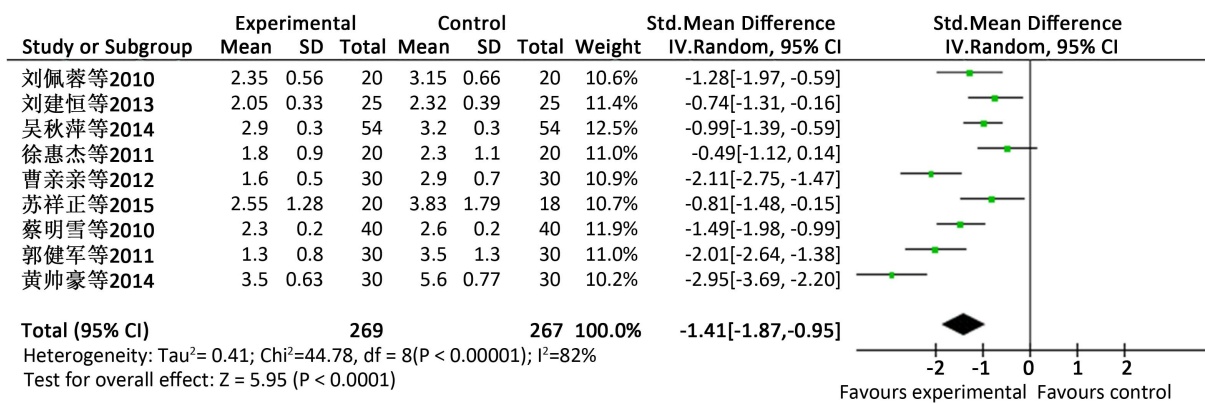 Experimental Control Std.Mean Difference Std.Mean Difference
Study or Subgroup Mean SD Total Mean SD Total Weight IV.Random, 95% CI IV.Random, 95% CI
刘佩蓉等2010 2.35 0.56 20 3.15 0.66 20 10.6% -1.28[-1.97, -0.59]
刘建恒等2013 2.05 0.33 25 2.32 0.39 25 11.4% -0.74[-1.31, -0.16]
吴秋萍等2014 2.9 0.3 54 3.2 0.3 54 12.5% -0.99[-1.39, -0.59]
徐惠杰等2011 1.8 0.9 20 2.3 1.1 20 11.0% -0.49[-1.12, 0.14]
曹亲亲等2012 1.6 0.5 30 2.9 0.7 30 10.9% -2.11[-2.75, -1.47]
苏祥正等2015 2.55 1.28 20 3.83 1.79 18 10.7% -0.81[-1.48, -0.15]
蔡明雪等2010 2.3 0.2 40 2.6 0.2 40 11.9% -1.49[-1.98, -0.99]
郭健军等2011 1.3 0.8 30 3.5 1.3 30 11.0% -2.01[-2.64, -1.38]
黄帅豪等2014 3.5 0.63 30 5.6 0.77 30 10.2% -2.95[-3.69, -2.20]
Total (95% CI) 269 267 100.0% -1.41[-1.87,-0.95]
Heterogeneity: Tau²= 0.41; Chi²=44.78, df = 8(P < 0.00001); I²=82%
Test for overall effect: Z = 5.95 (P < 0.0001)
-2 -1 0 1 2
Favours experimental Favours control